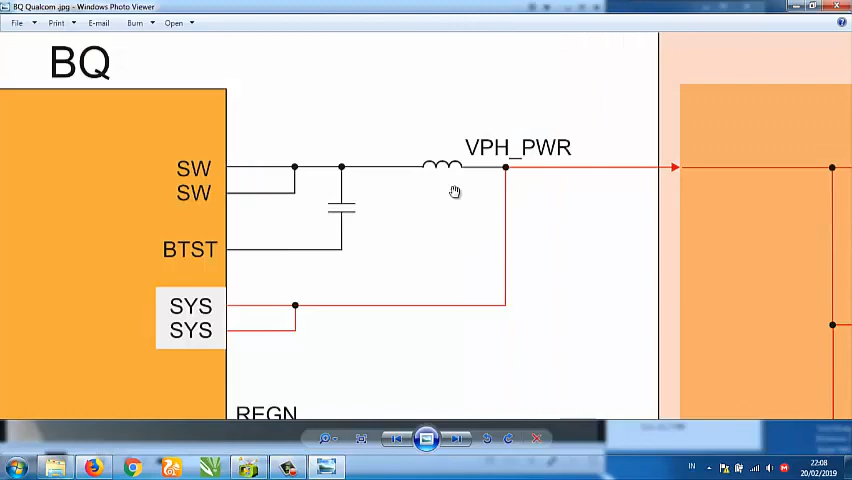 BQ Qualcom .jpg - Windows Photo Viewer
File Print E-mail Burn Open
BQ
VPH_PWR
SW
SW
BTST
SYS
SYS
REGN
IN
22:08
20/02/2019